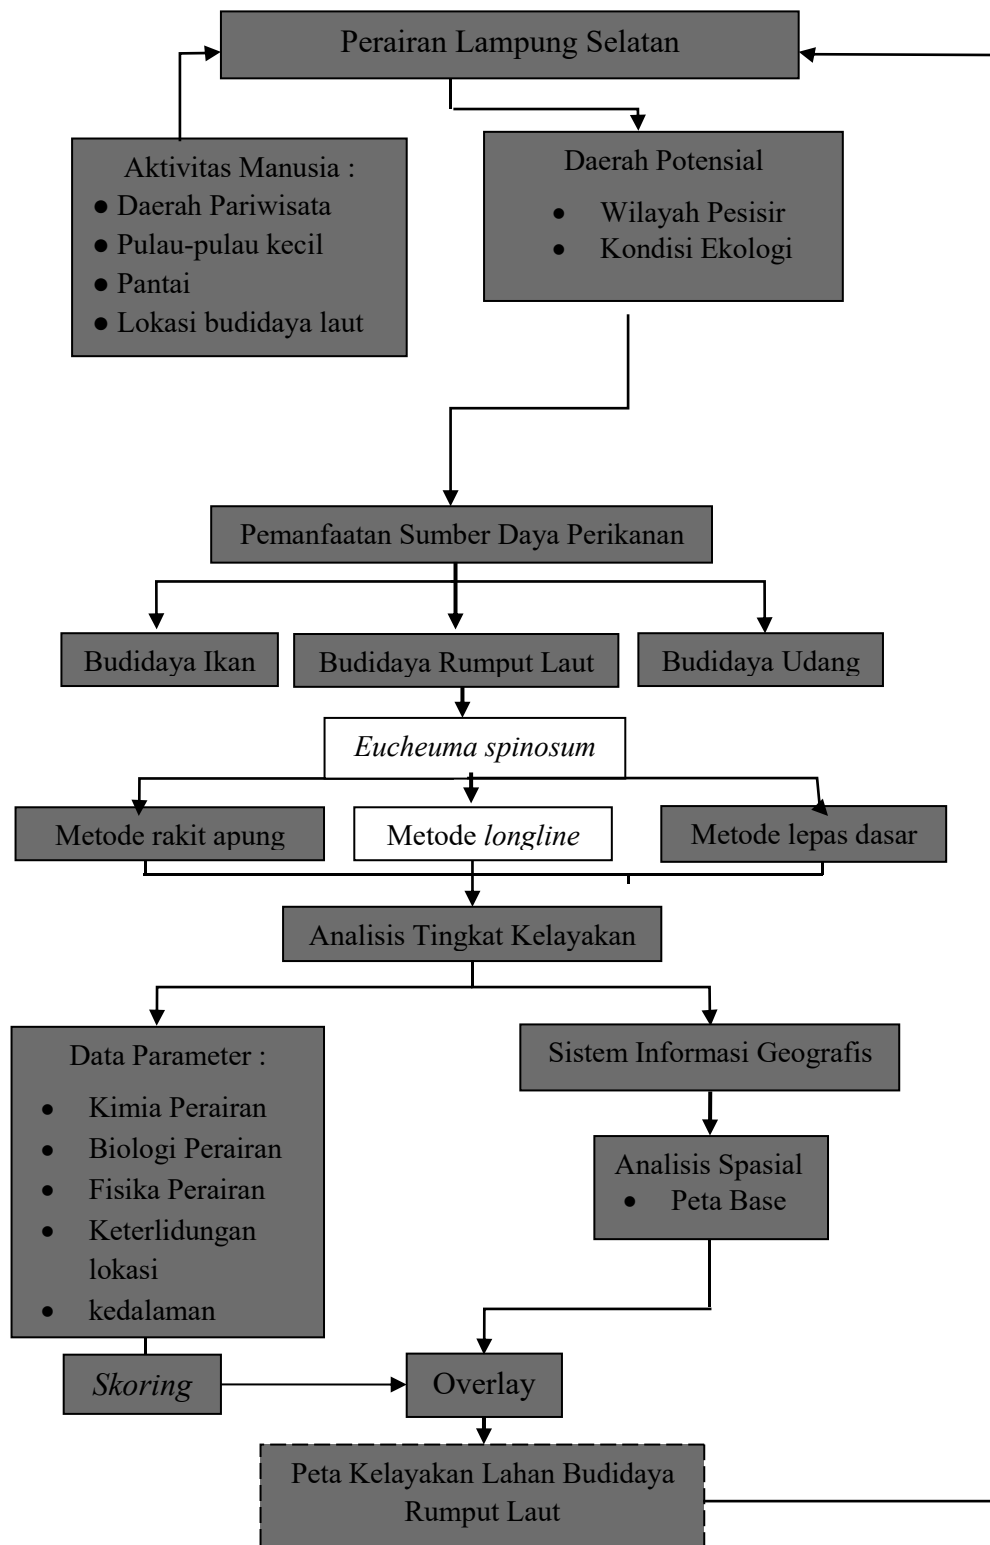 Perairan Lampung Selatan
Aktivitas Manusia :
● Daerah Pariwisata
● Pulau-pulau kecil
● Pantai
● Lokasi budidaya laut
Daerah Potensial
● Wilayah Pesisir
● Kondisi Ekologi
Pemanfaatan Sumber Daya Perikanan
Budidaya Ikan
Budidaya Rumput Laut
Budidaya Udang
Eucheuma spinosum
Metode rakit apung
Metode longline
Metode lepas dasar
Analisis Tingkat Kelayakan
Data Parameter :
● Kimia Perairan
● Biologi Perairan
● Fisika Perairan
● Keterlidungan
lokasi
● kedalaman
Sistem Informasi Geografis
Analisis Spasial
● Peta Base
Skoring
Overlay
Peta Kelayakan Lahan Budidaya
Rumput Laut